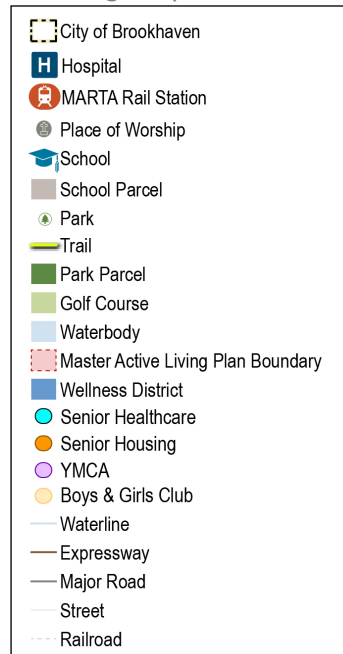 City of Brookhaven
H Hospital
MARTA Rail Station
Place of Worship
School
School Parcel
Park
Trail
Park Parcel
Golf Course
Waterbody
Master Active Living Plan Boundary
Wellness District
Senior Healthcare
Senior Housing
YMCA
Boys & Girls Club
Waterline
Expressway
Major Road
Street
Railroad